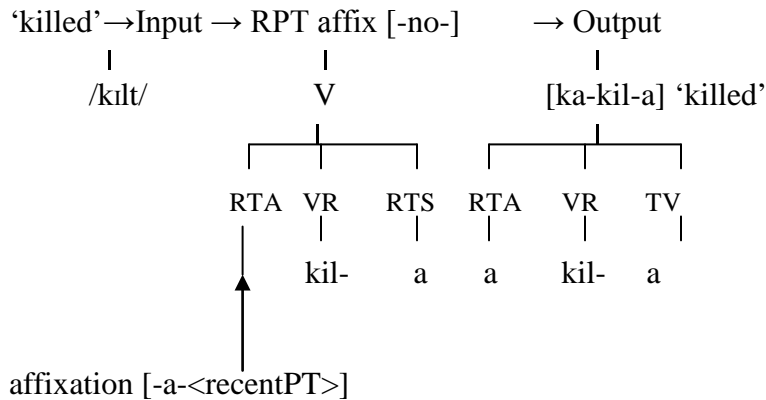 ‘killed’→Input → RPT affix [-no-] → Output
/kɪlt/ V [ka-kil-a] ‘killed’
RTA VR RTS RTA VR TV
kil- a a kil- a
affixation [-a-<recentPT>]